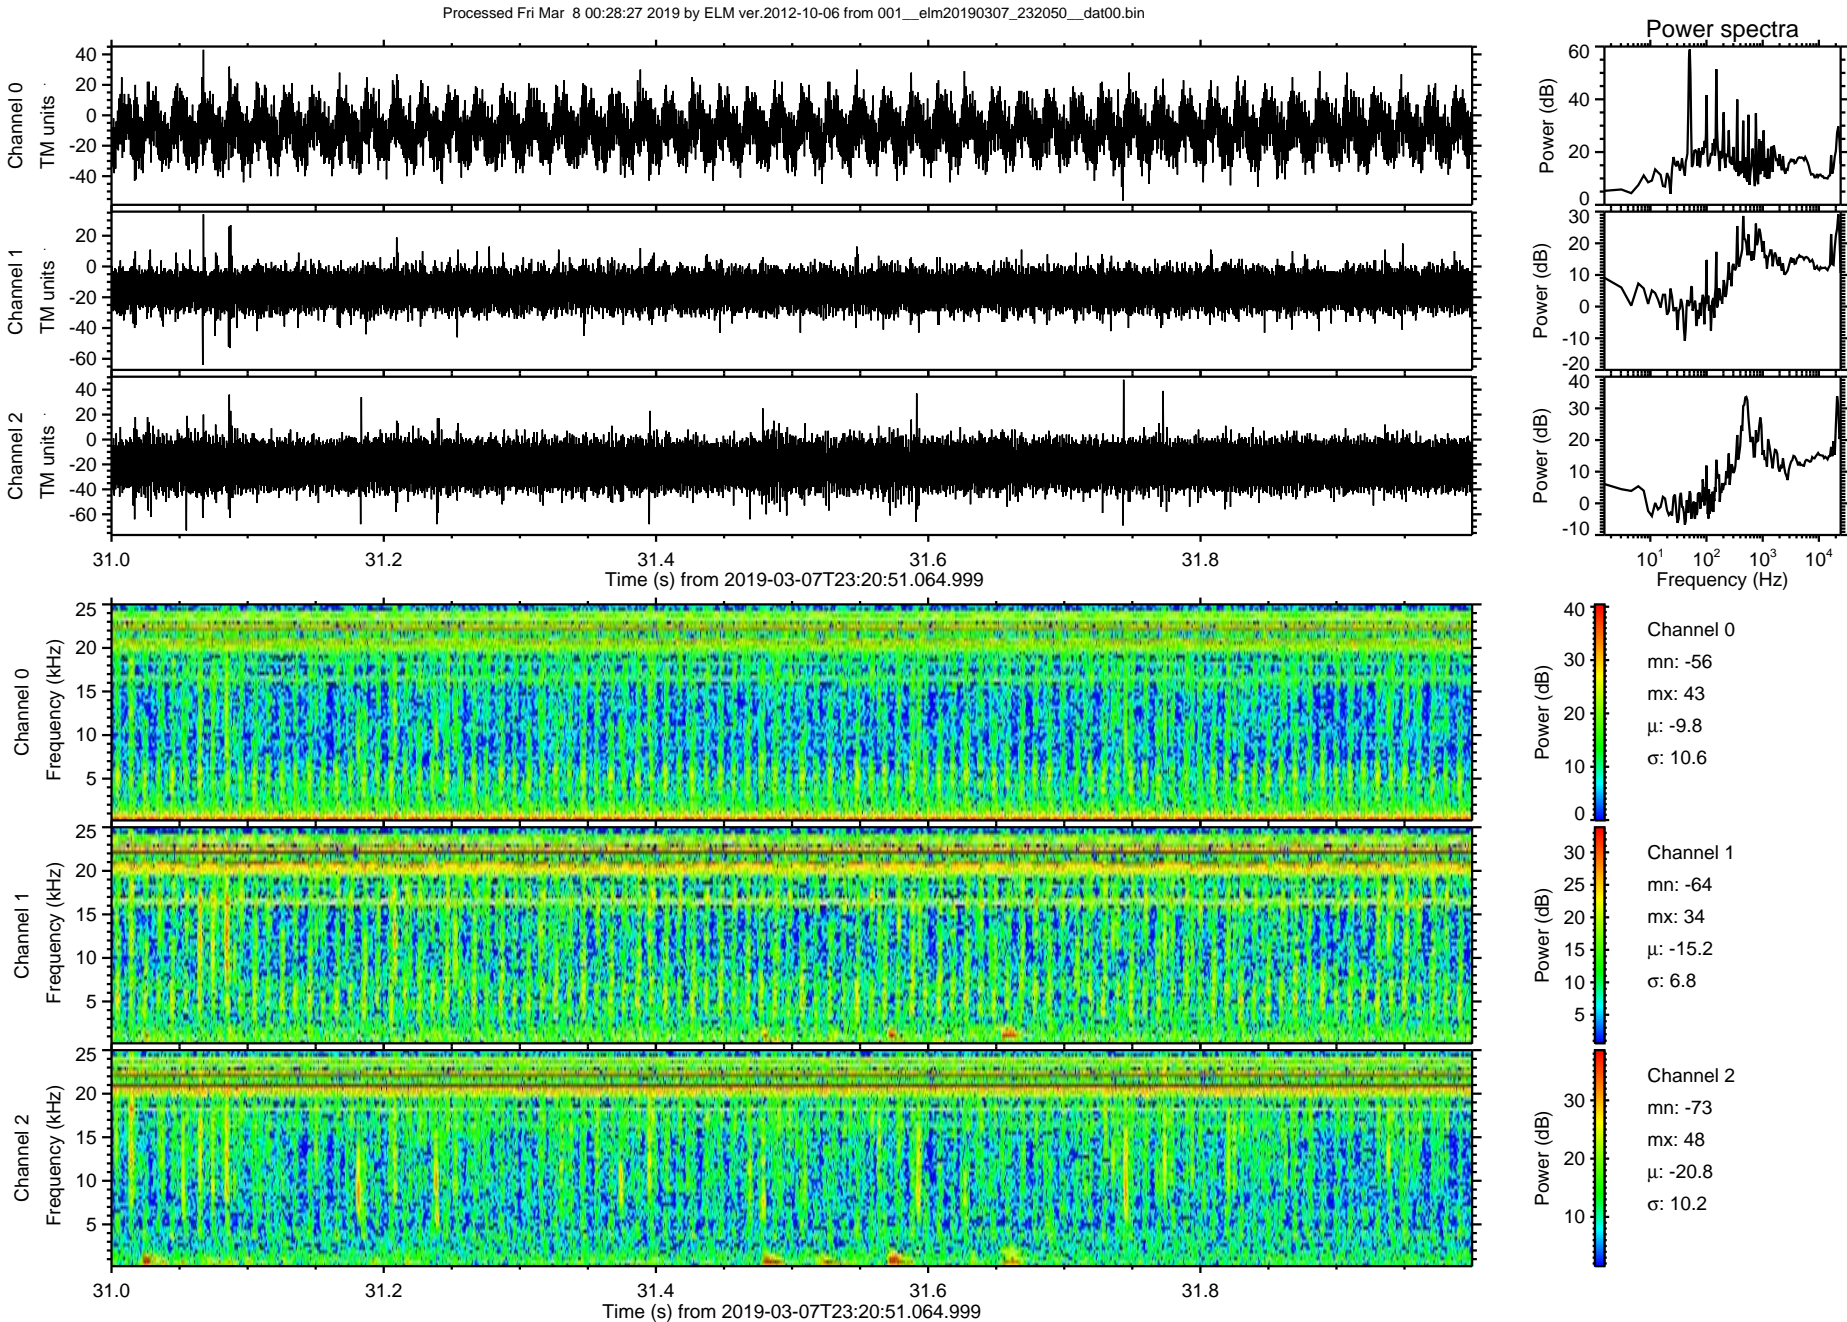 Processed Fri Mar  8 00:28:27 2019 by ELM ver.2012-10-06 from 001__elm20190307_232050__dat00.bin
Power spectra
Channel 0
TM units
40
20
0
-20
-40
Power (dB)
60
40
20
0
Channel 1
TM units
20
0
-20
-40
-60
Power (dB)
30
20
10
0
-10
-20
Channel 2
TM units
40
20
0
-20
-40
-60
Power (dB)
40
30
20
10
0
-10
31.0 31.2 31.4 31.6 31.8
Time (s) from 2019-03-07T23:20:51.064.999
10^1 10^2 10^3 10^4
Frequency (Hz)
Channel 0
Frequency (kHz)
25
20
15
10
5
Power (dB)
40
30
20
10
0
Channel 0
mn: -56
mx: 43
μ: -9.8
σ: 10.6
Channel 1
Frequency (kHz)
25
20
15
10
5
Power (dB)
30
25
20
15
10
5
Channel 1
mn: -64
mx: 34
μ: -15.2
σ: 6.8
Channel 2
Frequency (kHz)
25
20
15
10
5
Power (dB)
30
20
10
Channel 2
mn: -73
mx: 48
μ: -20.8
σ: 10.2
31.0 31.2 31.4 31.6 31.8
Time (s) from 2019-03-07T23:20:51.064.999